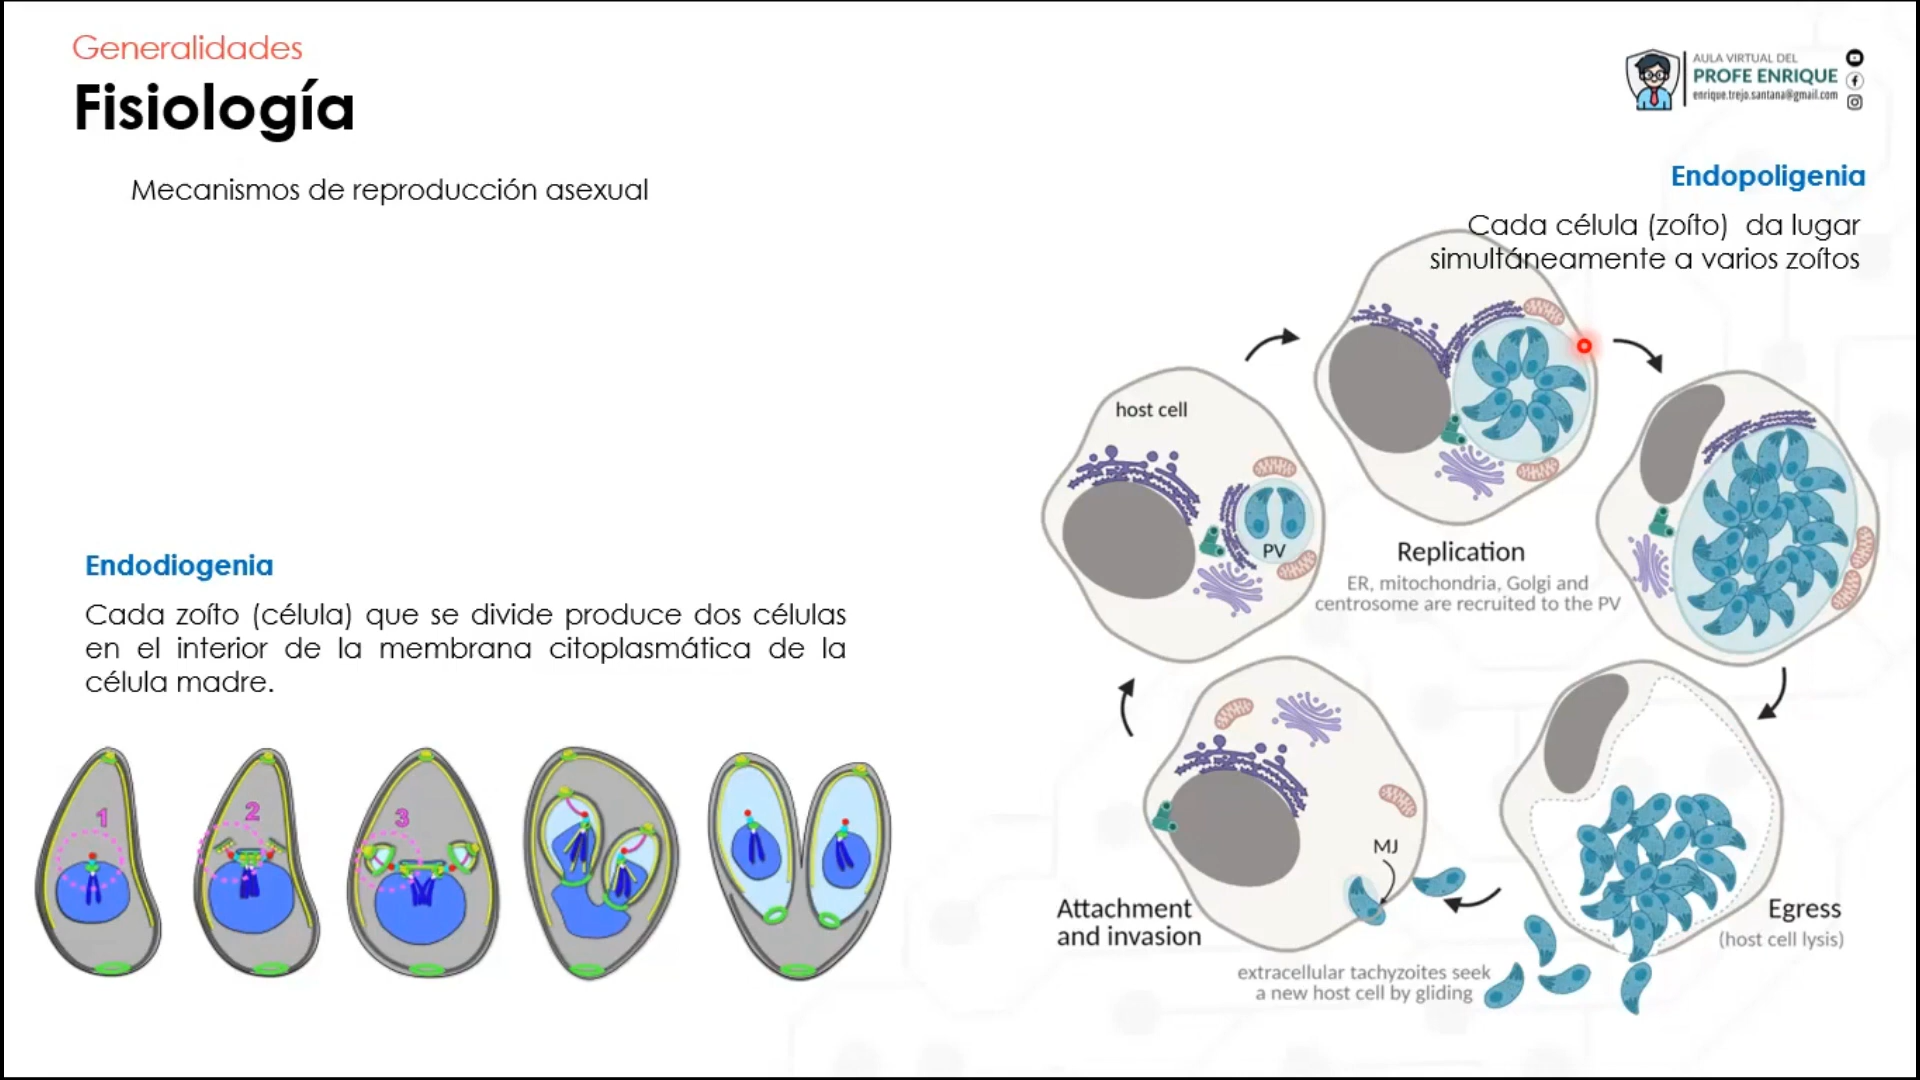 Generalidades
Fisiología
AULA VIRTUAL DEL
PROFE ENRIQUE
enrique.trejo.santana@gmail.com
Mecanismos de reproducción asexual
Endopoligenia
Cada célula (zoíto) da lugar
simultáneamente a varios zoítos
host cell
PV
Replication
ER, mitochondria, Golgi and
centrosome are recruited to the PV
Endodiogenia
Cada zoíto (célula) que se divide produce dos células
en el interior de la membrana citoplasmática de la
célula madre.
1
2
3
MJ
Attachment
and invasion
Egress
(host cell lysis)
extracellular tachyzoites seek
a new host cell by gliding